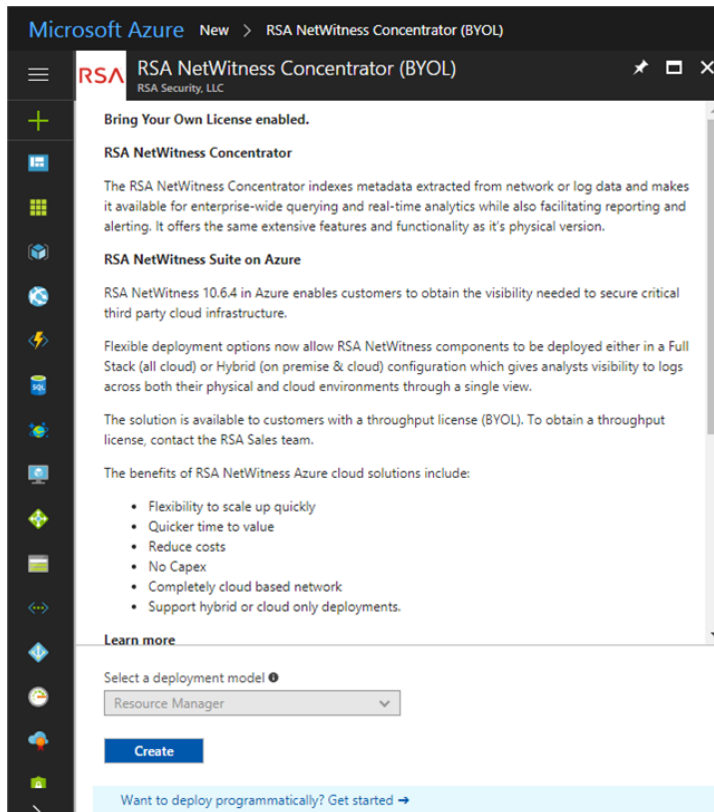 Microsoft Azure New > RSA NetWitness Concentrator (BYOL)
RSA RSA NetWitness Concentrator (BYOL)
RSA Security, LLC
Bring Your Own License enabled.
RSA NetWitness Concentrator
The RSA NetWitness Concentrator indexes metadata extracted from network or log data and makes
it available for enterprise-wide querying and real-time analytics while also facilitating reporting and
alerting. It offers the same extensive features and functionality as it's physical version.
RSA NetWitness Suite on Azure
RSA NetWitness 10.6.4 in Azure enables customers to obtain the visibility needed to secure critical
third party cloud infrastructure.
Flexible deployment options now allow RSA NetWitness components to be deployed either in a Full
Stack (all cloud) or Hybrid (on premise & cloud) configuration which gives analysts visibility to logs
across both their physical and cloud environments through a single view.
The solution is available to customers with a throughput license (BYOL). To obtain a throughput
license, contact the RSA Sales team.
The benefits of RSA NetWitness Azure cloud solutions include:
• Flexibility to scale up quickly
• Quicker time to value
• Reduce costs
• No Capex
• Completely cloud based network
• Support hybrid or cloud only deployments.
Learn more
Select a deployment model
Resource Manager
Create
Want to deploy programmatically? Get started →
SQL